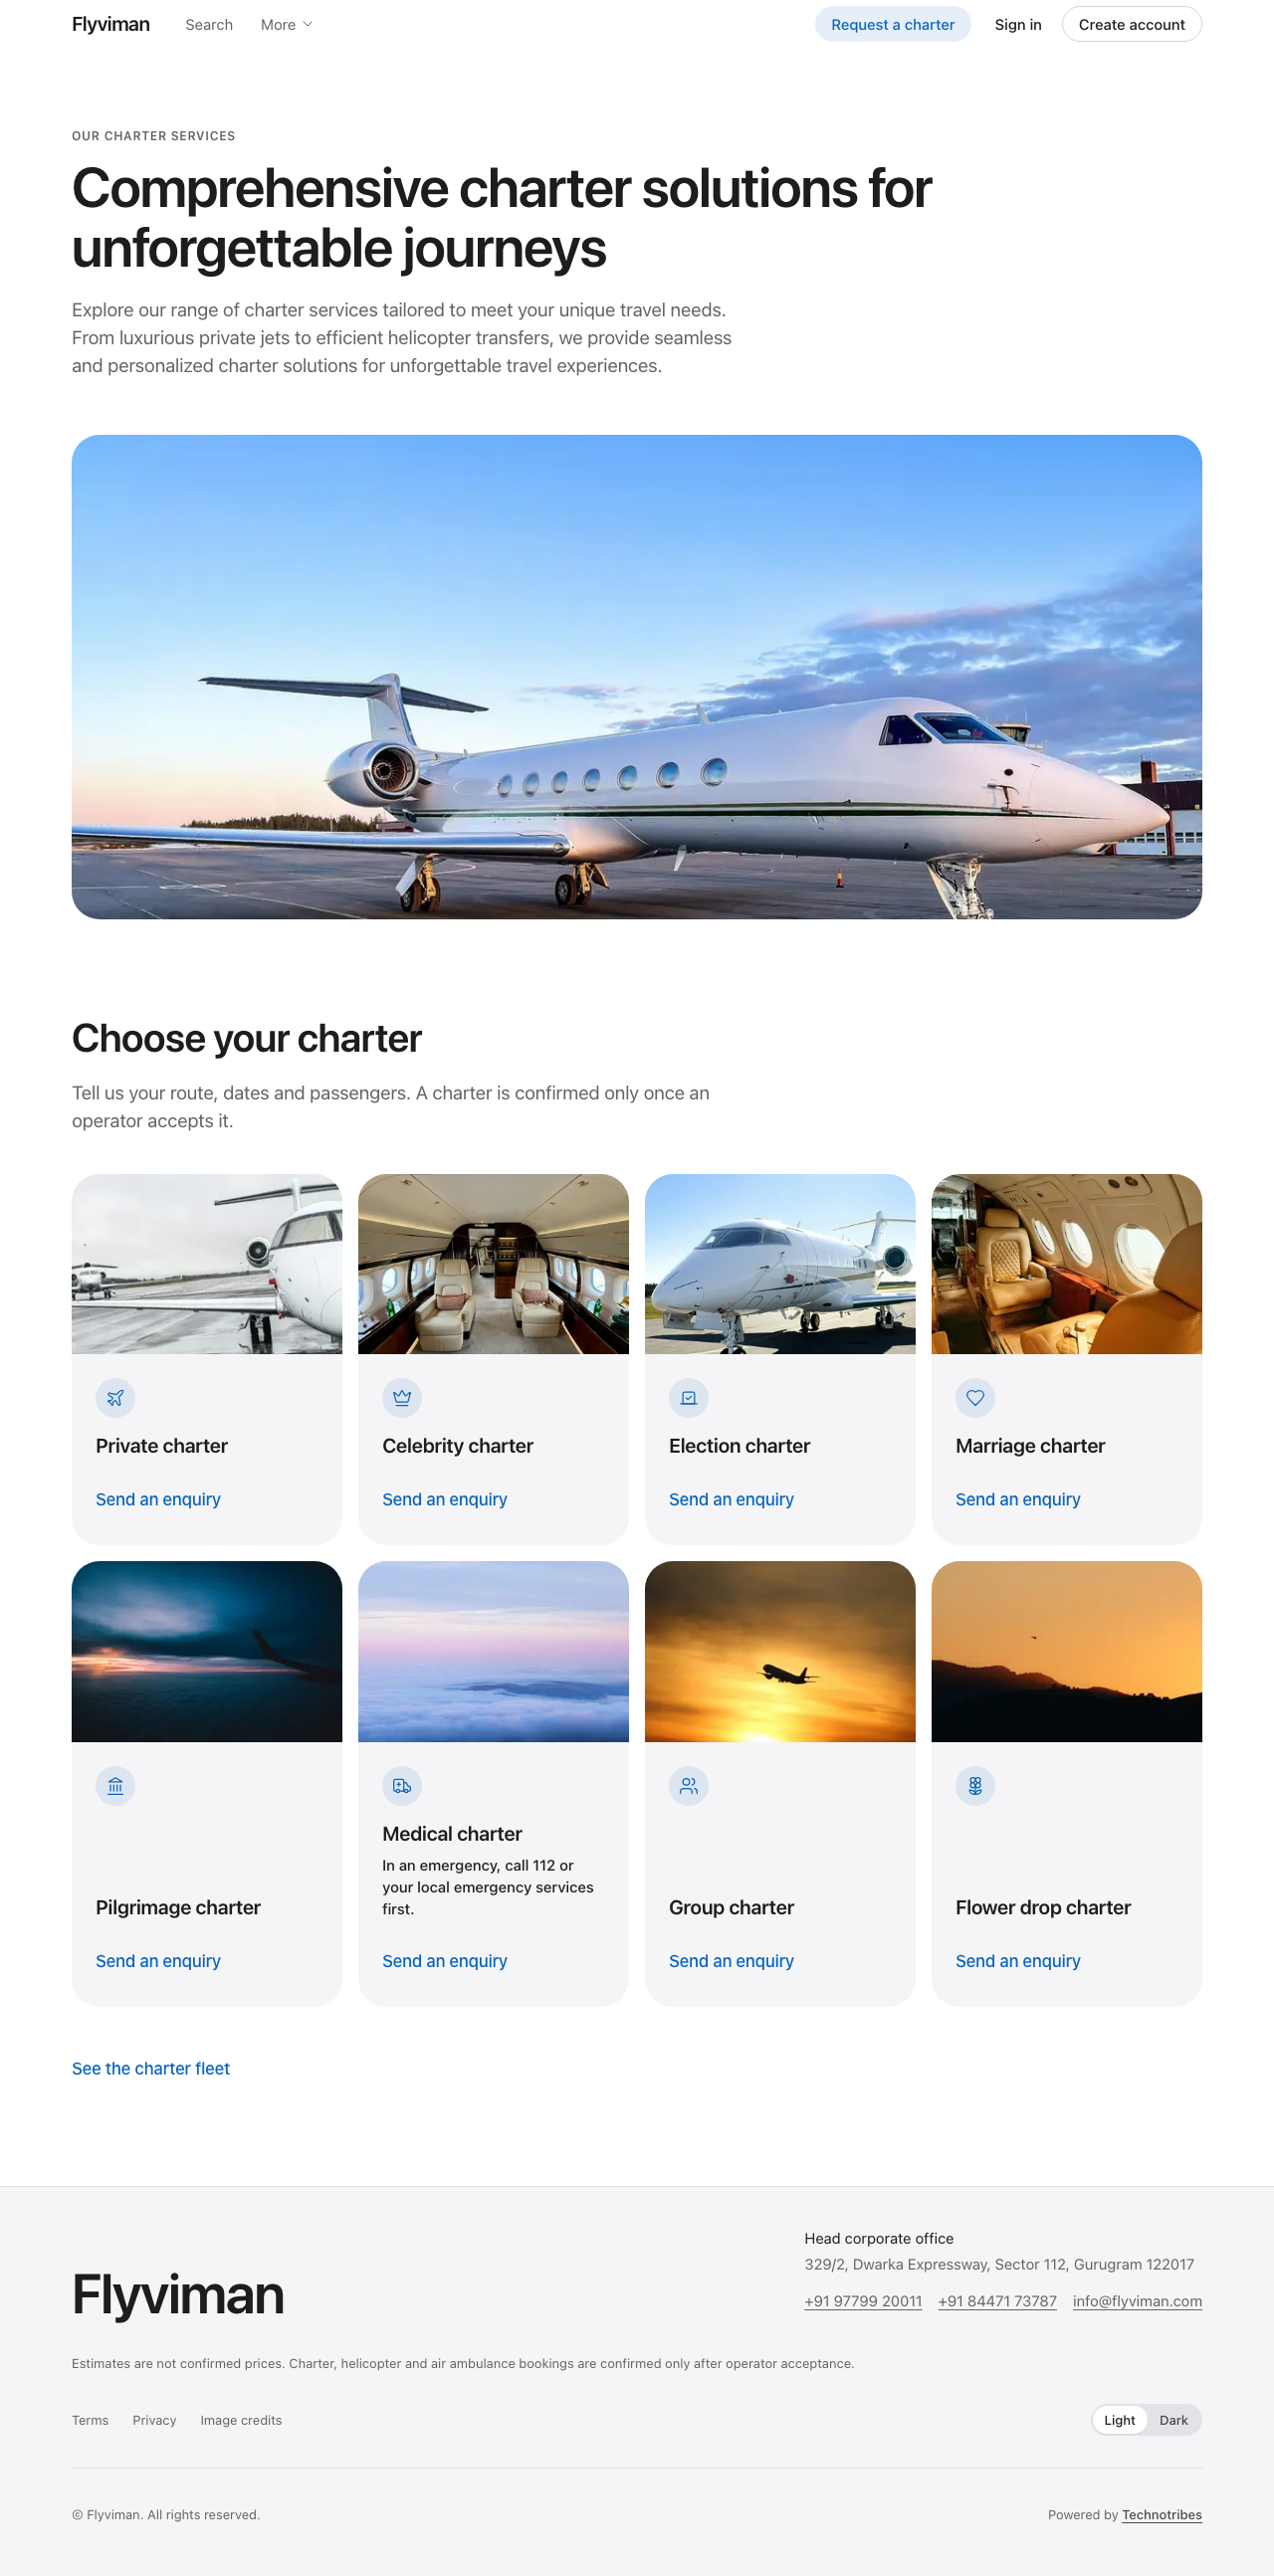 Flyviman
Search
More
Request a charter
Sign in
Create account
OUR CHARTER SERVICES
Comprehensive charter solutions for
unforgettable journeys
Explore our range of charter services tailored to meet your unique travel needs.
From luxurious private jets to efficient helicopter transfers, we provide seamless
and personalized charter solutions for unforgettable travel experiences.
Choose your charter
Tell us your route, dates and passengers. A charter is confirmed only once an
operator accepts it.
Private charter
Send an enquiry
Celebrity charter
Send an enquiry
Election charter
Send an enquiry
Marriage charter
Send an enquiry
Pilgrimage charter
Send an enquiry
Medical charter
In an emergency, call 112 or
your local emergency services
first.
Send an enquiry
Group charter
Send an enquiry
Flower drop charter
Send an enquiry
See the charter fleet
Flyviman
Head corporate office
329/2, Dwarka Expressway, Sector 112, Gurugram 122017
+91 97799 20011
+91 84471 73787
info@flyviman.com
Estimates are not confirmed prices. Charter, helicopter and air ambulance bookings are confirmed only after operator acceptance.
Terms
Privacy
Image credits
Light
Dark
© Flyviman. All rights reserved.
Powered by Technotribes